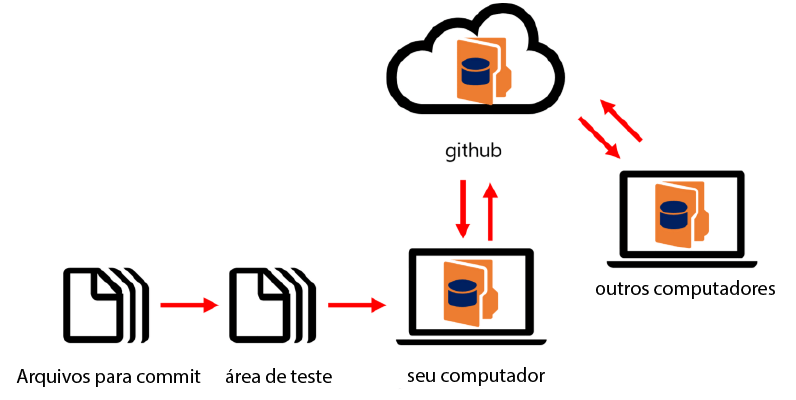 github
outros computadores
Arquivos para commit
área de teste
seu computador